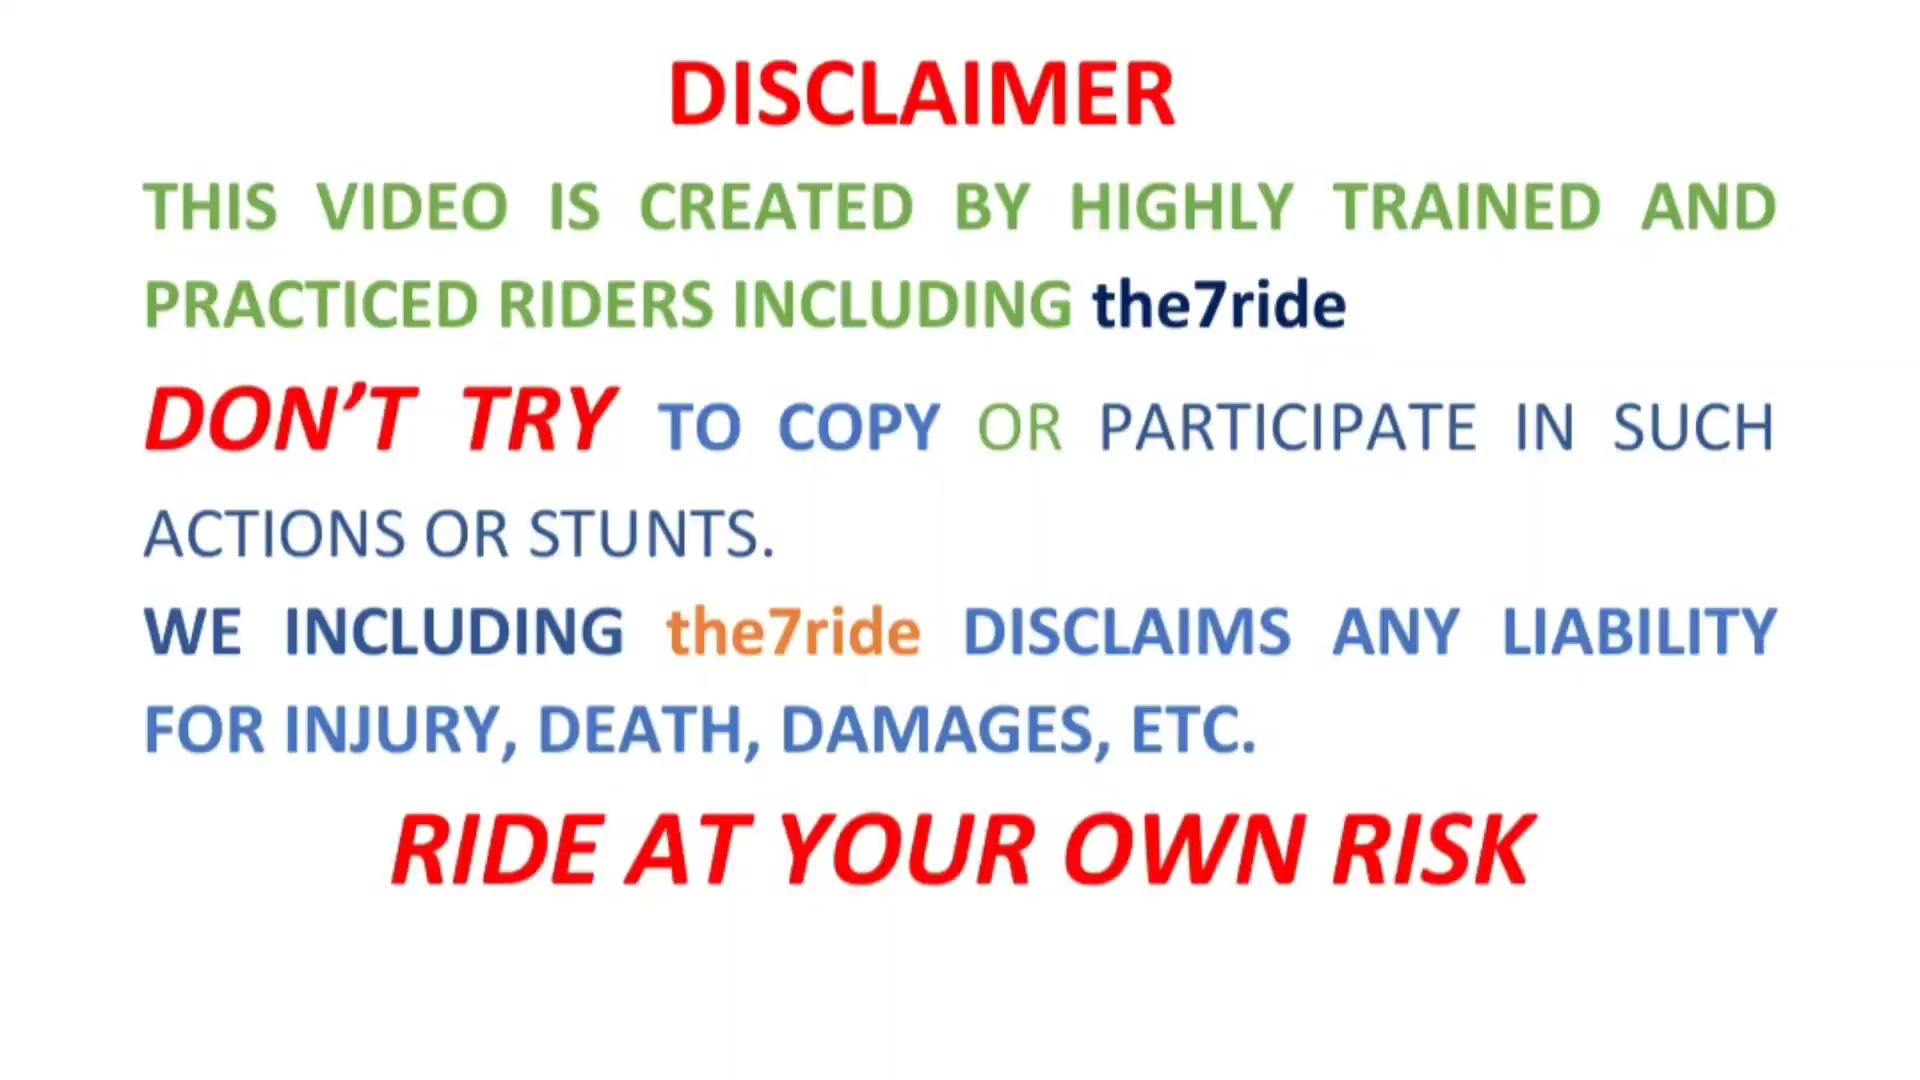 DISCLAIMER
THIS VIDEO IS CREATED BY HIGHLY TRAINED AND
PRACTICED RIDERS INCLUDING the7ride
DON’T TRY TO COPY OR PARTICIPATE IN SUCH
ACTIONS OR STUNTS.
WE INCLUDING the7ride DISCLAIMS ANY LIABILITY
FOR INJURY, DEATH, DAMAGES, ETC.
RIDE AT YOUR OWN RISK